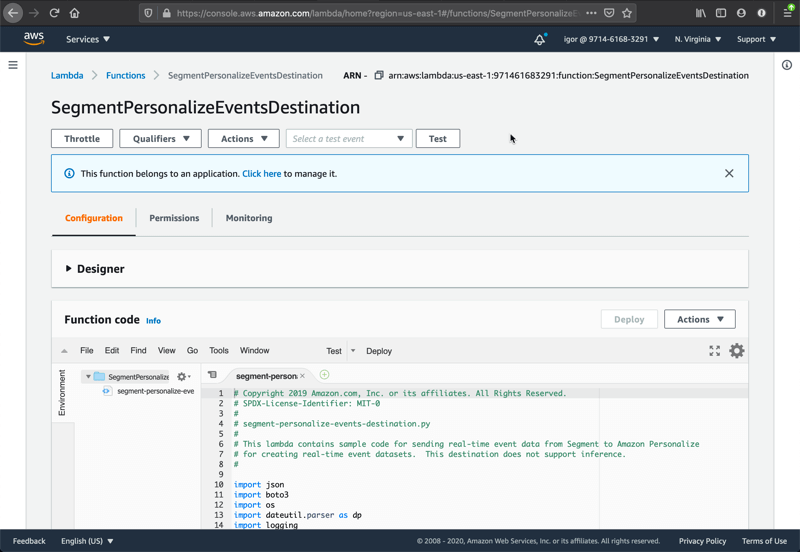 https://console.aws.amazon.com/lambda/home?region=us-east-1#/functions/SegmentPersonalizeE
aws Services igor @ 9714-6168-3291 N. Virginia Support
Lambda Functions SegmentPersonalizeEventsDestination ARN - arn:aws:lambda:us-east-1:971461683291:function:SegmentPersonalizeEventsDestination
SegmentPersonalizeEventsDestination
Throttle Qualifiers Actions Select a test event Test
This function belongs to an application. Click here to manage it.
Configuration Permissions Monitoring
Designer
Function code Info Deploy Actions
File Edit Find View Go Tools Window Test Deploy
Environment
SegmentPersonalize segment-person
segment-personalize-eve
1 # Copyright 2019 Amazon.com, Inc. or its affiliates. All Rights Reserved.
2 # SPDX-License-Identifier: MIT-0
3 #
4 # segment-personalize-events-destination.py
5 #
6 # This lambda contains sample code for sending real-time event data from Segment to Amazon Personalize
7 # for creating real-time event datasets.  This destination does not support inference.
8 #
9
10 import json
11 import boto3
12 import os
13 import dateutil.parser as dp
14 import logging
Feedback English (US) © 2008 - 2020, Amazon Web Services, Inc. or its affiliates. All rights reserved. Privacy Policy Terms of Use